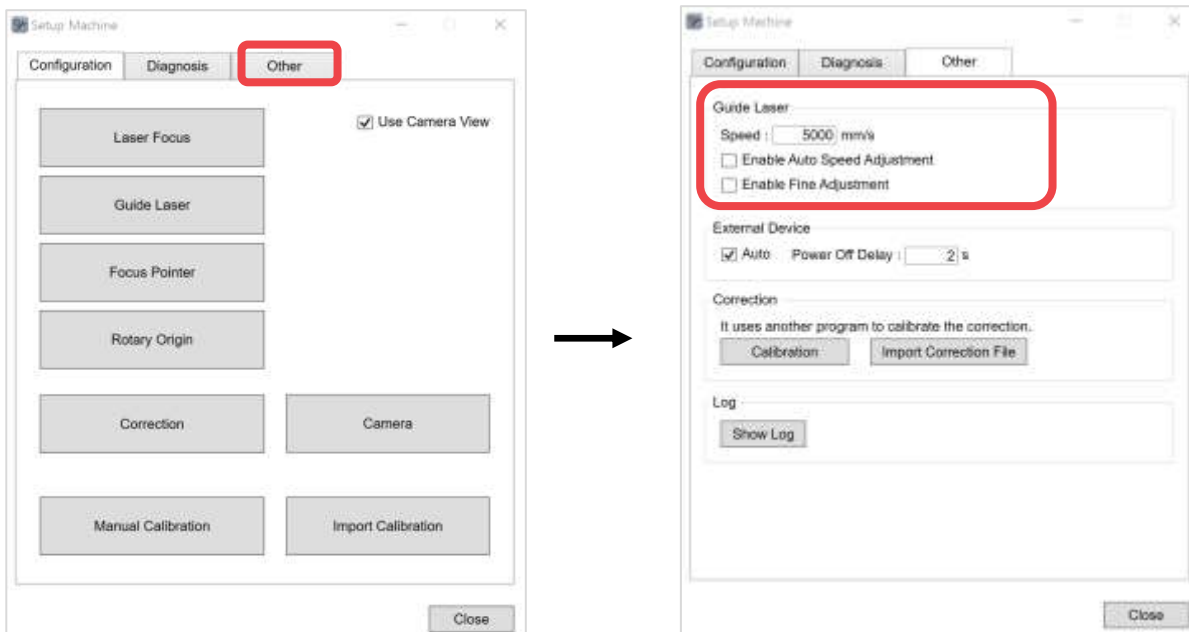 Setup Machine
Configuration Diagnosis Other
Laser Focus
Use Camera View
Guide Laser
Focus Pointer
Rotary Origin
Correction Camera
Manual Calibration Import Calibration
Close
Setup Machine
Configuration Diagnosis Other
Guide Laser
Speed : 5000 mm/s
Enable Auto Speed Adjustment
Enable Fine Adjustment
External Device
Auto Power Off Delay : 2 s
Correction
It uses another program to calibrate the correction.
Calibration Import Correction File
Log
Show Log
Close